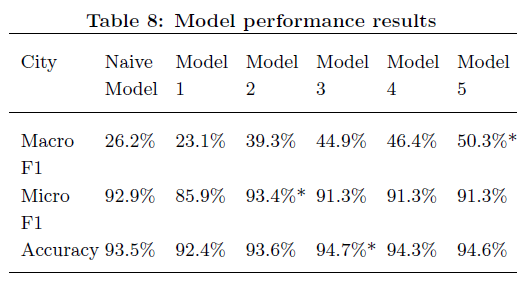 Table 8: Model performance results
City Naive Model Model Model Model Model
Model 1 2 3 4 5
Macro 26.2% 23.1% 39.3% 44.9% 46.4% 50.3%*
F1
Micro 92.9% 85.9% 93.4%* 91.3% 91.3% 91.3%
F1
Accuracy 93.5% 92.4% 93.6% 94.7%* 94.3% 94.6%